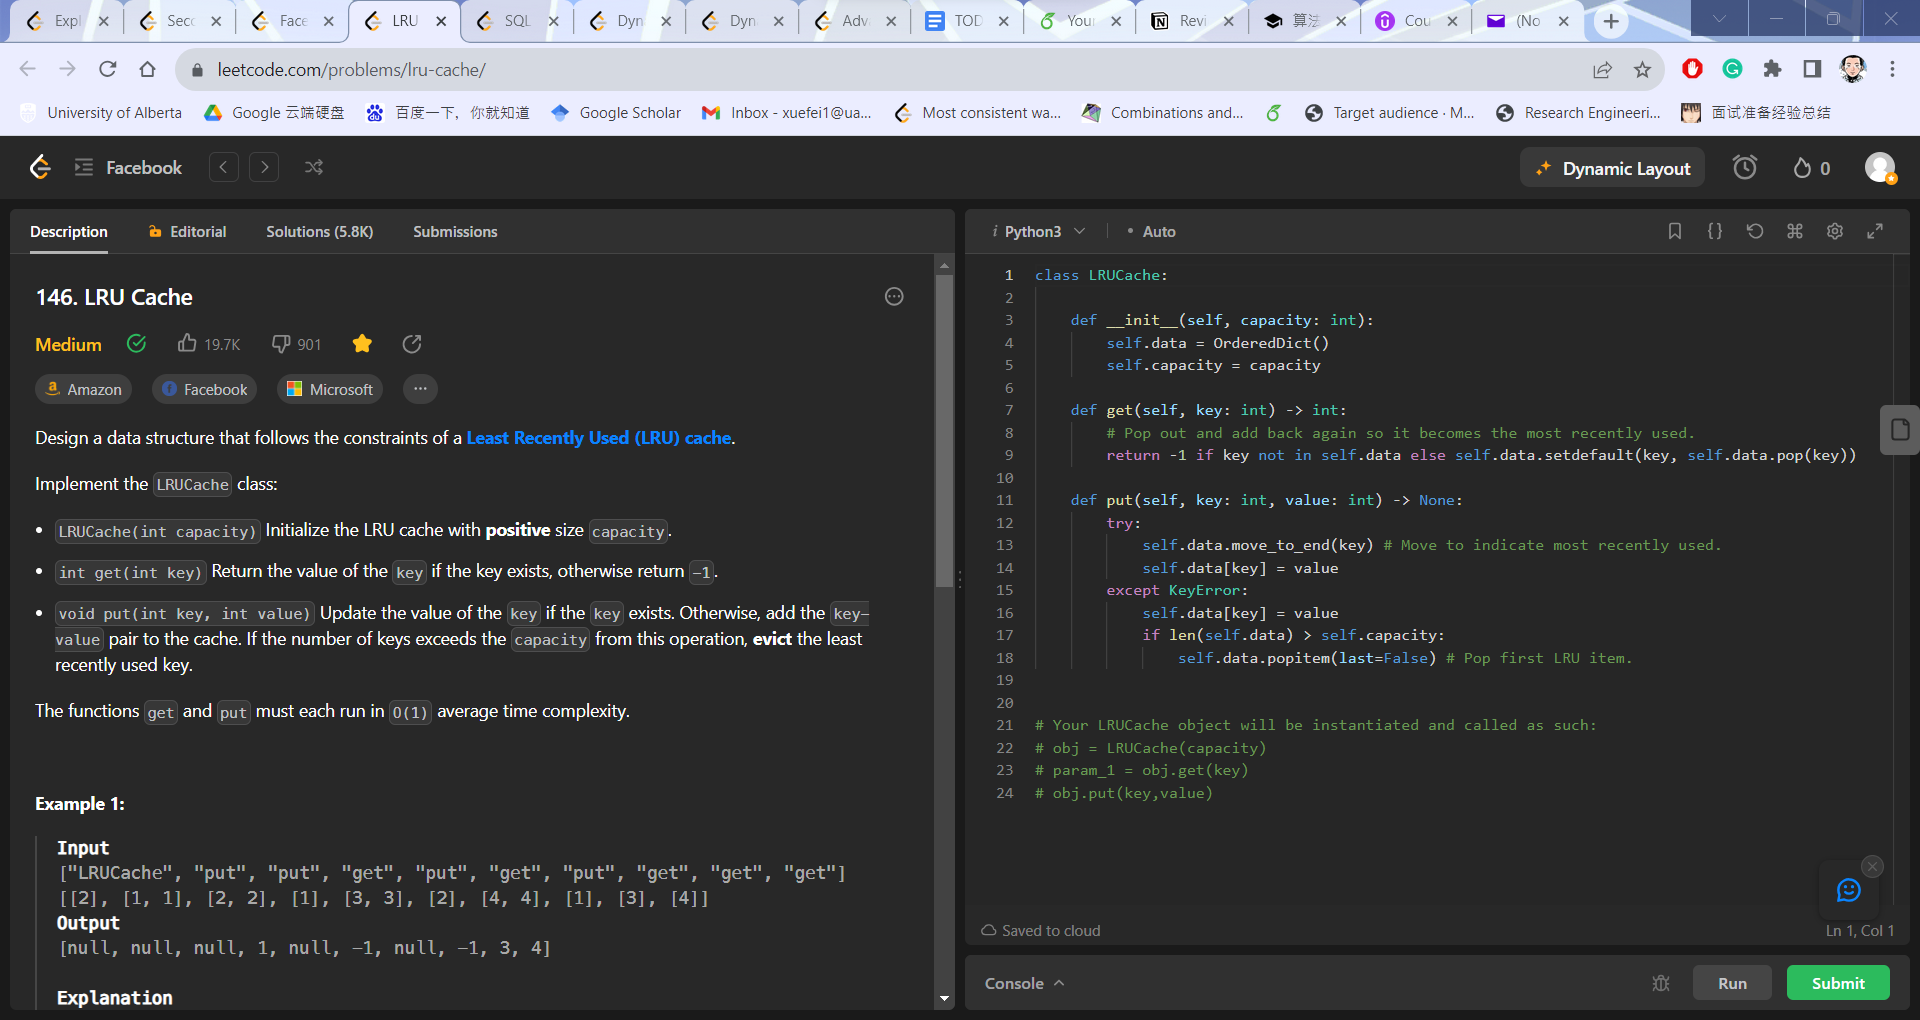 Expl
Sec
Face
LRU
SQL
Dyn
Dyn
Adv
TOD
Your
Revi
算法
Cou
(No
leetcode.com/problems/lru-cache/
University of Alberta
Google 云端硬盘
百度一下，你就知道
Google Scholar
Inbox - xuefei1@ua...
Most consistent wa...
Combinations and...
Target audience · M...
Research Engineeri...
面试准备经验总结
Facebook
Dynamic Layout
0
Description
Editorial
Solutions (5.8K)
Submissions
146. LRU Cache
Medium
19.7K
901
Amazon
Facebook
Microsoft
Design a data structure that follows the constraints of a Least Recently Used (LRU) cache.
Implement the LRUCache class:
• LRUCache(int capacity) Initialize the LRU cache with positive size capacity.
• int get(int key) Return the value of the key if the key exists, otherwise return -1.
• void put(int key, int value) Update the value of the key if the key exists. Otherwise, add the key-
value pair to the cache. If the number of keys exceeds the capacity from this operation, evict the least
recently used key.
The functions get and put must each run in O(1) average time complexity.
Example 1:
Input
["LRUCache", "put", "put", "get", "put", "get", "put", "get", "get", "get"]
[[2], [1, 1], [2, 2], [1], [3, 3], [2], [4, 4], [1], [3], [4]]
Output
[null, null, null, 1, null, -1, null, -1, 3, 4]
Explanation
i Python3
• Auto
1 class LRUCache:
2
3 def __init__(self, capacity: int):
4 self.data = OrderedDict()
5 self.capacity = capacity
6
7 def get(self, key: int) -> int:
8 # Pop out and add back again so it becomes the most recently used.
9 return -1 if key not in self.data else self.data.setdefault(key, self.data.pop(key))
10
11 def put(self, key: int, value: int) -> None:
12 try:
13 self.data.move_to_end(key) # Move to indicate most recently used.
14 self.data[key] = value
15 except KeyError:
16 self.data[key] = value
17 if len(self.data) > self.capacity:
18 self.data.popitem(last=False) # Pop first LRU item.
19
20
21 # Your LRUCache object will be instantiated and called as such:
22 # obj = LRUCache(capacity)
23 # param_1 = obj.get(key)
24 # obj.put(key,value)
Saved to cloud
Ln 1, Col 1
Console
Run
Submit